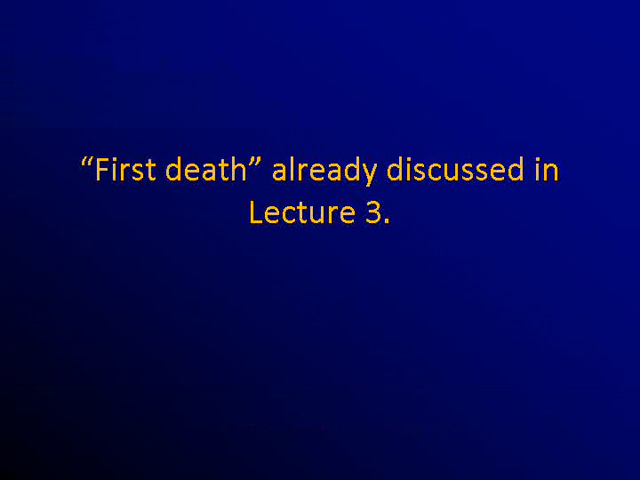 “First death” already discussed in
Lecture 3.